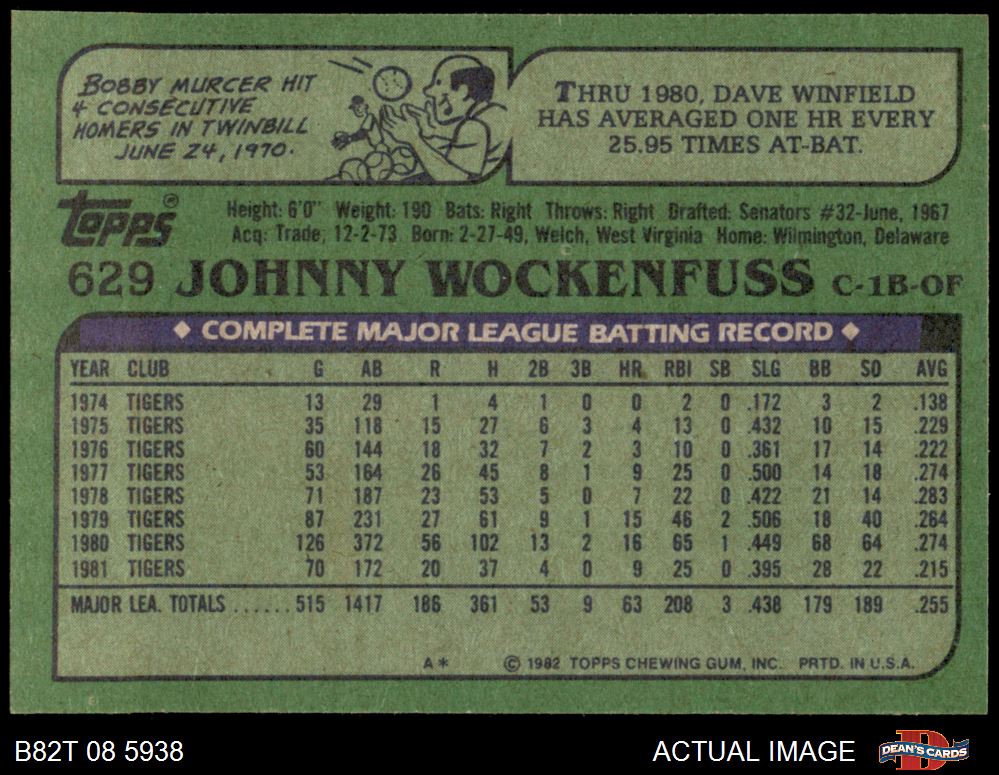 BOBBY MURCER HIT
4 CONSECUTIVE
HOMERS IN TWINBILL
JUNE 24, 1970.
THRU 1980, DAVE WINFIELD
HAS AVERAGED ONE HR EVERY
25.95 TIMES AT-BAT.
TOPPS®
Height: 6'0" Weight: 190 Bats: Right Throws: Right Drafted: Senators #32-June, 1967
Acq: Trade, 12-2-73 Born: 2-27-49, Welch, West Virginia Home: Wilmington, Delaware
629 JOHNNY WOCKENFUSS C-1B-OF
◆ COMPLETE MAJOR LEAGUE BATTING RECORD ◆
YEAR CLUB G AB R H 2B 3B HR RBI SB SLG BB SO AVG
1974 TIGERS 13 29 1 4 1 0 0 2 0 .172 3 2 .138
1975 TIGERS 35 118 15 27 6 3 4 13 0 .432 10 15 .229
1976 TIGERS 60 144 18 32 7 2 3 10 0 .361 17 14 .222
1977 TIGERS 53 164 26 45 8 1 9 25 0 .500 14 18 .274
1978 TIGERS 71 187 23 53 5 0 7 22 0 .422 21 14 .283
1979 TIGERS 87 231 27 61 9 1 15 46 2 .506 18 40 .264
1980 TIGERS 126 372 56 102 13 2 16 65 1 .449 68 64 .274
1981 TIGERS 70 172 20 37 4 0 9 25 0 .395 28 22 .215
MAJOR LEA. TOTALS ...... 515 1417 186 361 53 9 63 208 3 .438 179 189 .255
A* © 1982 TOPPS CHEWING GUM, INC. PRTD. IN U.S.A.
B82T 08 5938 ACTUAL IMAGE D DEAN'S CARDS